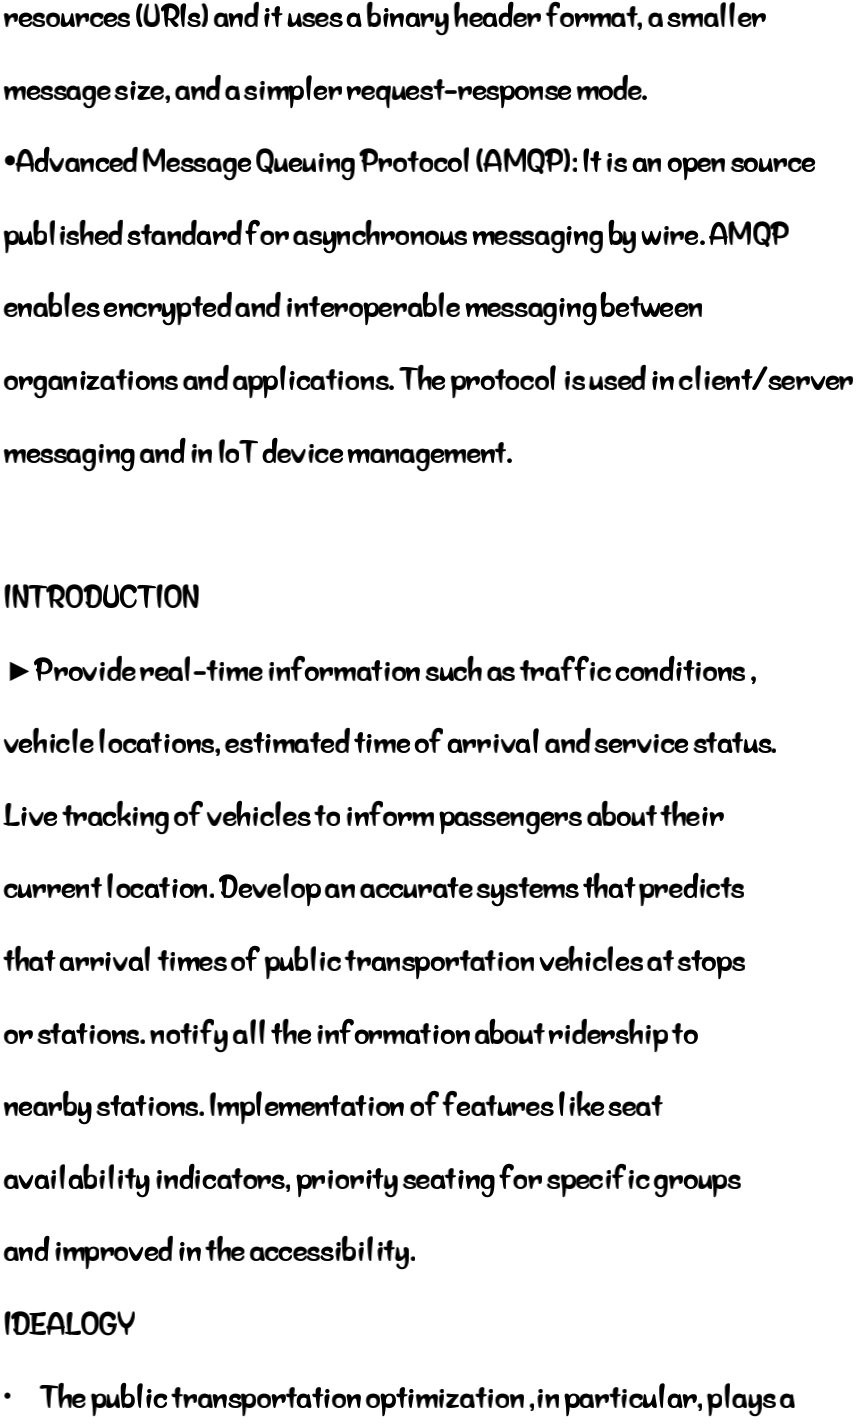 resources (URIs) and it uses a binary header format, a smaller
message size, and a simpler request-response mode.
•Advanced Message Queuing Protocol (AMQP): It is an open source
published standard for asynchronous messaging by wire. AMQP
enables encrypted and interoperable messaging between
organizations and applications. The protocol is used in client/server
messaging and in IoT device management.
INTRODUCTION
►Provide real-time information such as traffic conditions ,
vehicle locations, estimated time of arrival and service status.
Live tracking of vehicles to inform passengers about their
current location. Develop an accurate systems that predicts
that arrival times of public transportation vehicles at stops
or stations. notify all the information about ridership to
nearby stations. Implementation of features like seat
availability indicators, priority seating for specific groups
and improved in the accessibility.
IDEALOGY
• The public transportation optimization ,in particular, plays a